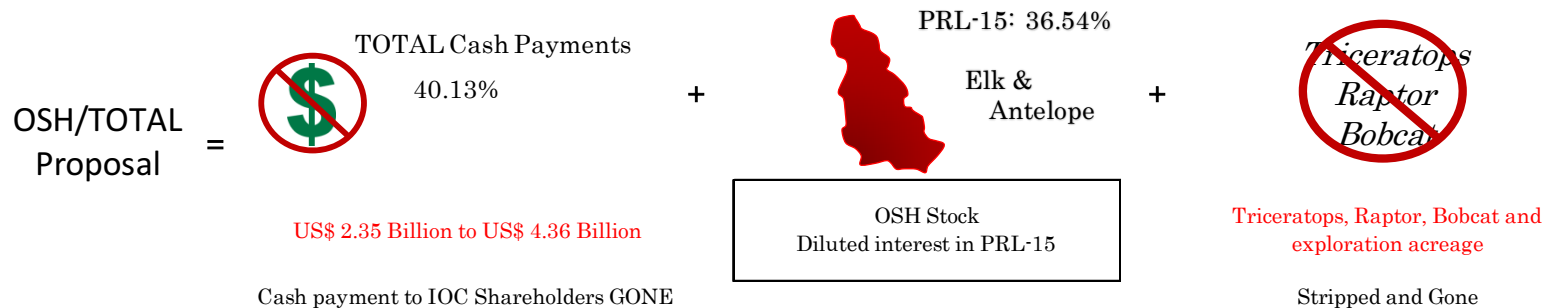 OSH/TOTAL
Proposal
=
$
TOTAL Cash Payments
40.13%
US$ 2.35 Billion to US$ 4.36 Billion
Cash payment to IOC Shareholders GONE
+
PRL-15: 36.54%
Elk &
Antelope
OSH Stock
Diluted interest in PRL-15
+
Triceratops
Raptor
Bobcat
Triceratops, Raptor, Bobcat and
exploration acreage
Stripped and Gone